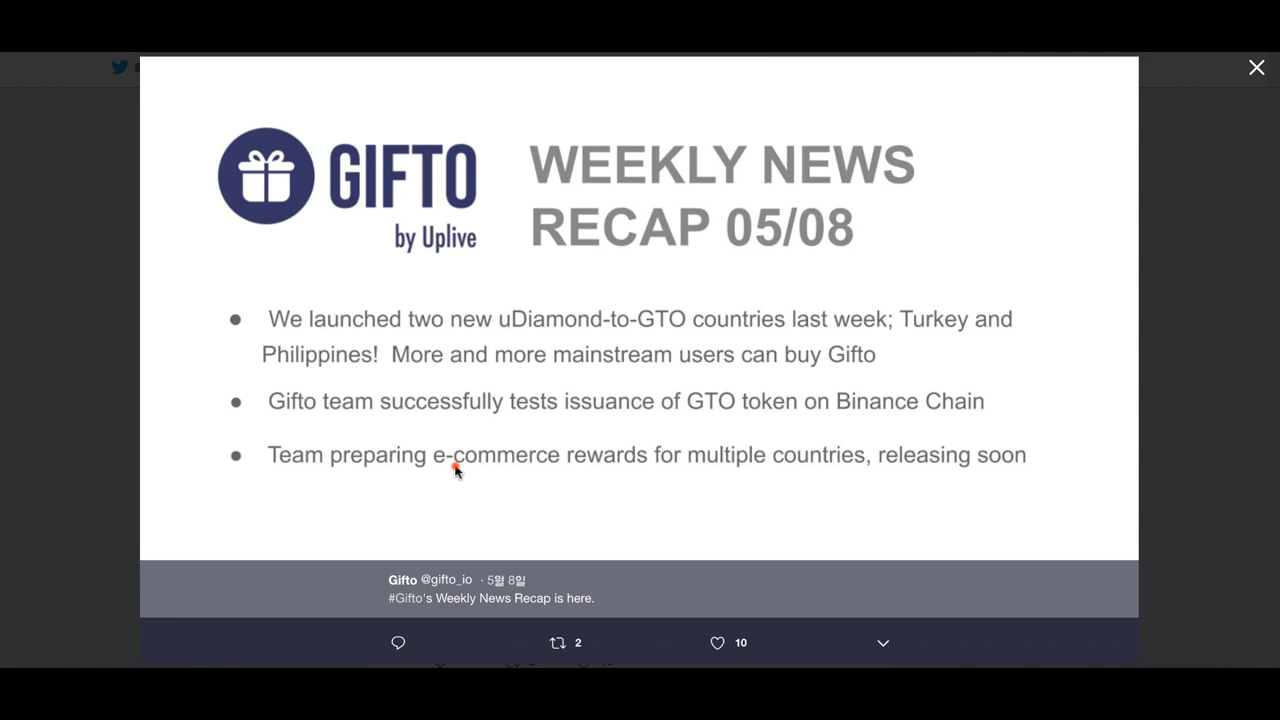 GIFTO
by Uplive
WEEKLY NEWS
RECAP 05/08
● We launched two new uDiamond-to-GTO countries last week; Turkey and
Philippines! More and more mainstream users can buy Gifto
● Gifto team successfully tests issuance of GTO token on Binance Chain
● Team preparing e-commerce rewards for multiple countries, releasing soon
Gifto @gifto_io · 5월 8일
#Gifto's Weekly News Recap is here.
2 10